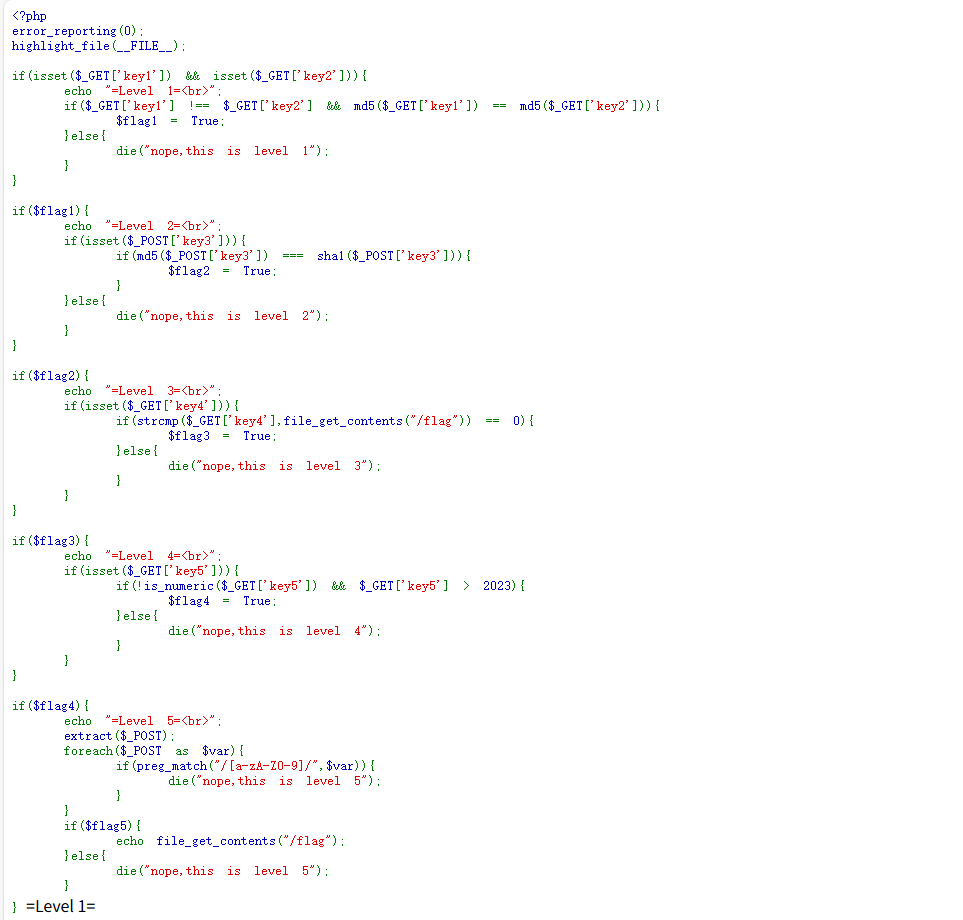 <?php
error_reporting(0);
highlight_file(__FILE__);

if(isset($_GET['key1']) && isset($_GET['key2'])){
        echo "=Level 1=<br>";
        if($_GET['key1'] !== $_GET['key2'] && md5($_GET['key1']) == md5($_GET['key2'])){
                $flag1 = True;
        }else{
                die("nope,this is level 1");
        }
}

if($flag1){
        echo "=Level 2=<br>";
        if(isset($_POST['key3'])){
                if(md5($_POST['key3']) === sha1($_POST['key3'])){
                        $flag2 = True;
                }
        }else{
                die("nope,this is level 2");
        }
}

if($flag2){
        echo "=Level 3=<br>";
        if(isset($_GET['key4'])){
                if(strcmp($_GET['key4'],file_get_contents("/flag")) == 0){
                        $flag3 = True;
                }else{
                        die("nope,this is level 3");
                }
        }
}

if($flag3){
        echo "=Level 4=<br>";
        if(isset($_GET['key5'])){
                if(!is_numeric($_GET['key5']) && $_GET['key5'] > 2023){
                        $flag4 = True;
                }else{
                        die("nope,this is level 4");
                }
        }
}

if($flag4){
        echo "=Level 5=<br>";
        extract($_POST);
        foreach($_POST as $var){
                if(preg_match("/[a-zA-Z0-9]/",$var)){
                        die("nope,this is level 5");
                }
        }
        if($flag5){
                echo file_get_contents("/flag");
        }else{
                die("nope,this is level 5");
        }
} =Level 1=